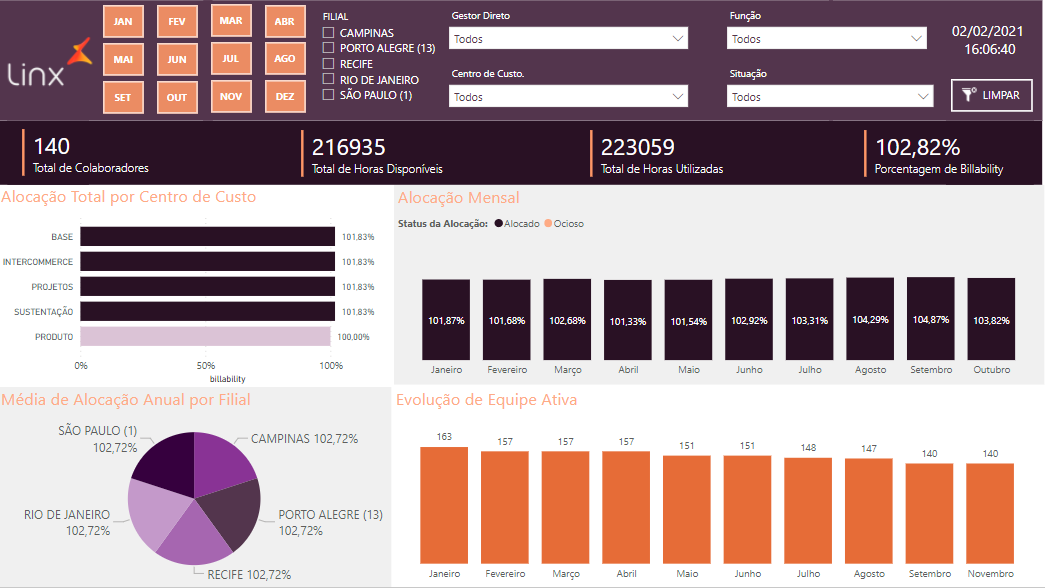 linx
JAN FEV MAR ABR
MAI JUN JUL AGO
SET OUT NOV DEZ
FILIAL
CAMPINAS
PORTO ALEGRE (13)
RECIFE
RIO DE JANEIRO
SÃO PAULO (1)
Gestor Direto
Todos
Centro de Custo.
Todos
Função
Todos
Situação
Todos
02/02/2021
16:06:40
LIMPAR
140
Total de Colaboradores
216935
Total de Horas Disponíveis
223059
Total de Horas Utilizadas
102,82%
Porcentagem de Billability
Alocação Total por Centro de Custo
BASE 101,83%
INTERCOMMERCE 101,83%
PROJETOS 101,83%
SUSTENTAÇÃO 101,83%
PRODUTO 100,00%
0% 50% 100%
billability
Alocação Mensal
Status da Alocação: Alocado Ocioso
101,87% 101,68% 102,68% 101,33% 101,54% 102,92% 103,31% 104,29% 104,87% 103,82%
Janeiro Fevereiro Março Abril Maio Junho Julho Agosto Setembro Outubro
Média de Alocação Anual por Filial
SÃO PAULO (1)
102,72%
CAMPINAS 102,72%
RIO DE JANEIRO
102,72%
PORTO ALEGRE (13)
102,72%
RECIFE 102,72%
Evolução de Equipe Ativa
163 157 157 157 151 151 148 147 140 140
Janeiro Fevereiro Março Abril Maio Junho Julho Agosto Setembro Novembro